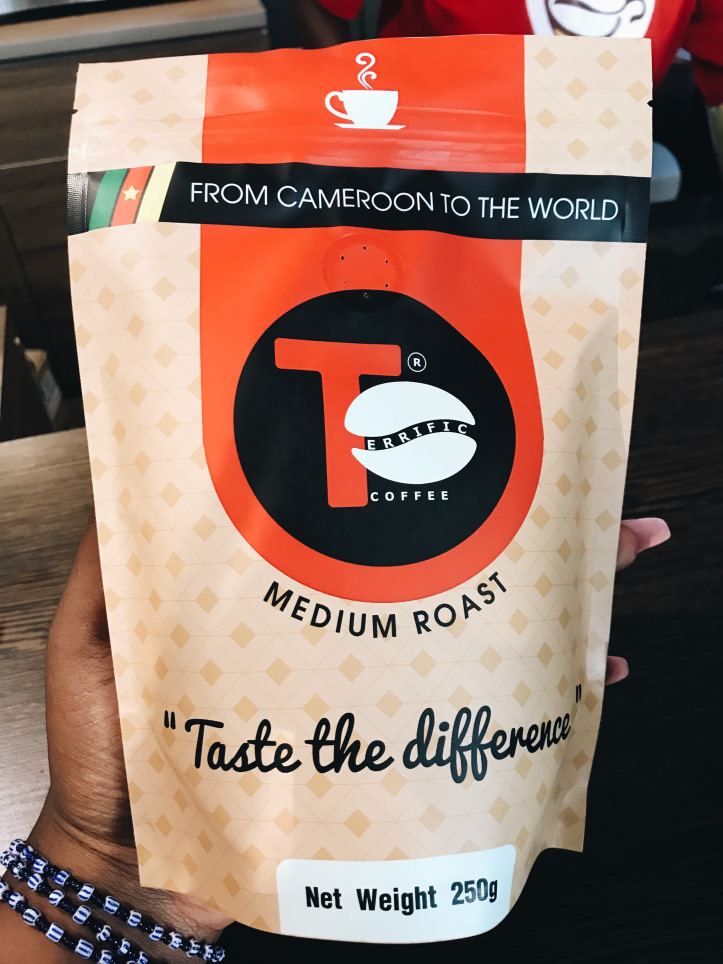 FROM CAMEROON TO THE WORLD
T ®
ERRIFIC
COFFEE
MEDIUM ROAST
"Taste the difference"
Net Weight 250g